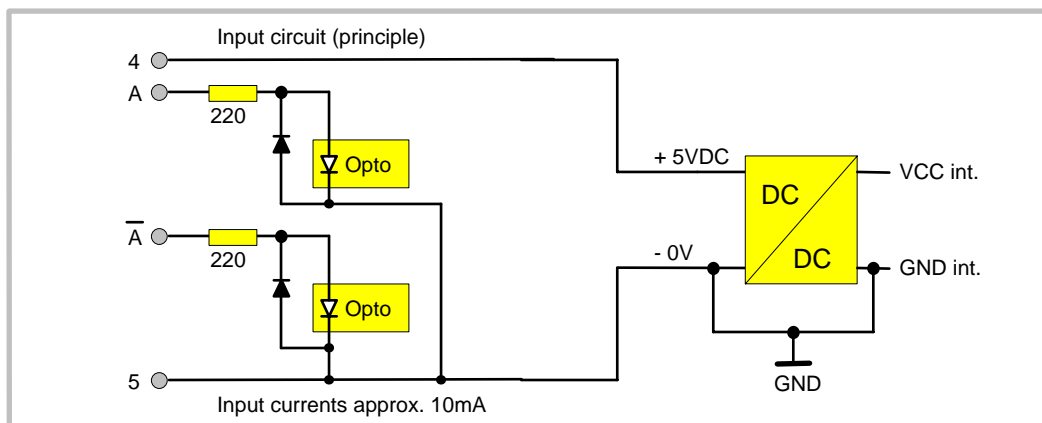 Input circuit (principle)
4
A
220
Opto
+ 5VDC
DC
DC
VCC int.
A̅
220
Opto
- 0V
GND int.
5
GND
Input currents approx. 10mA